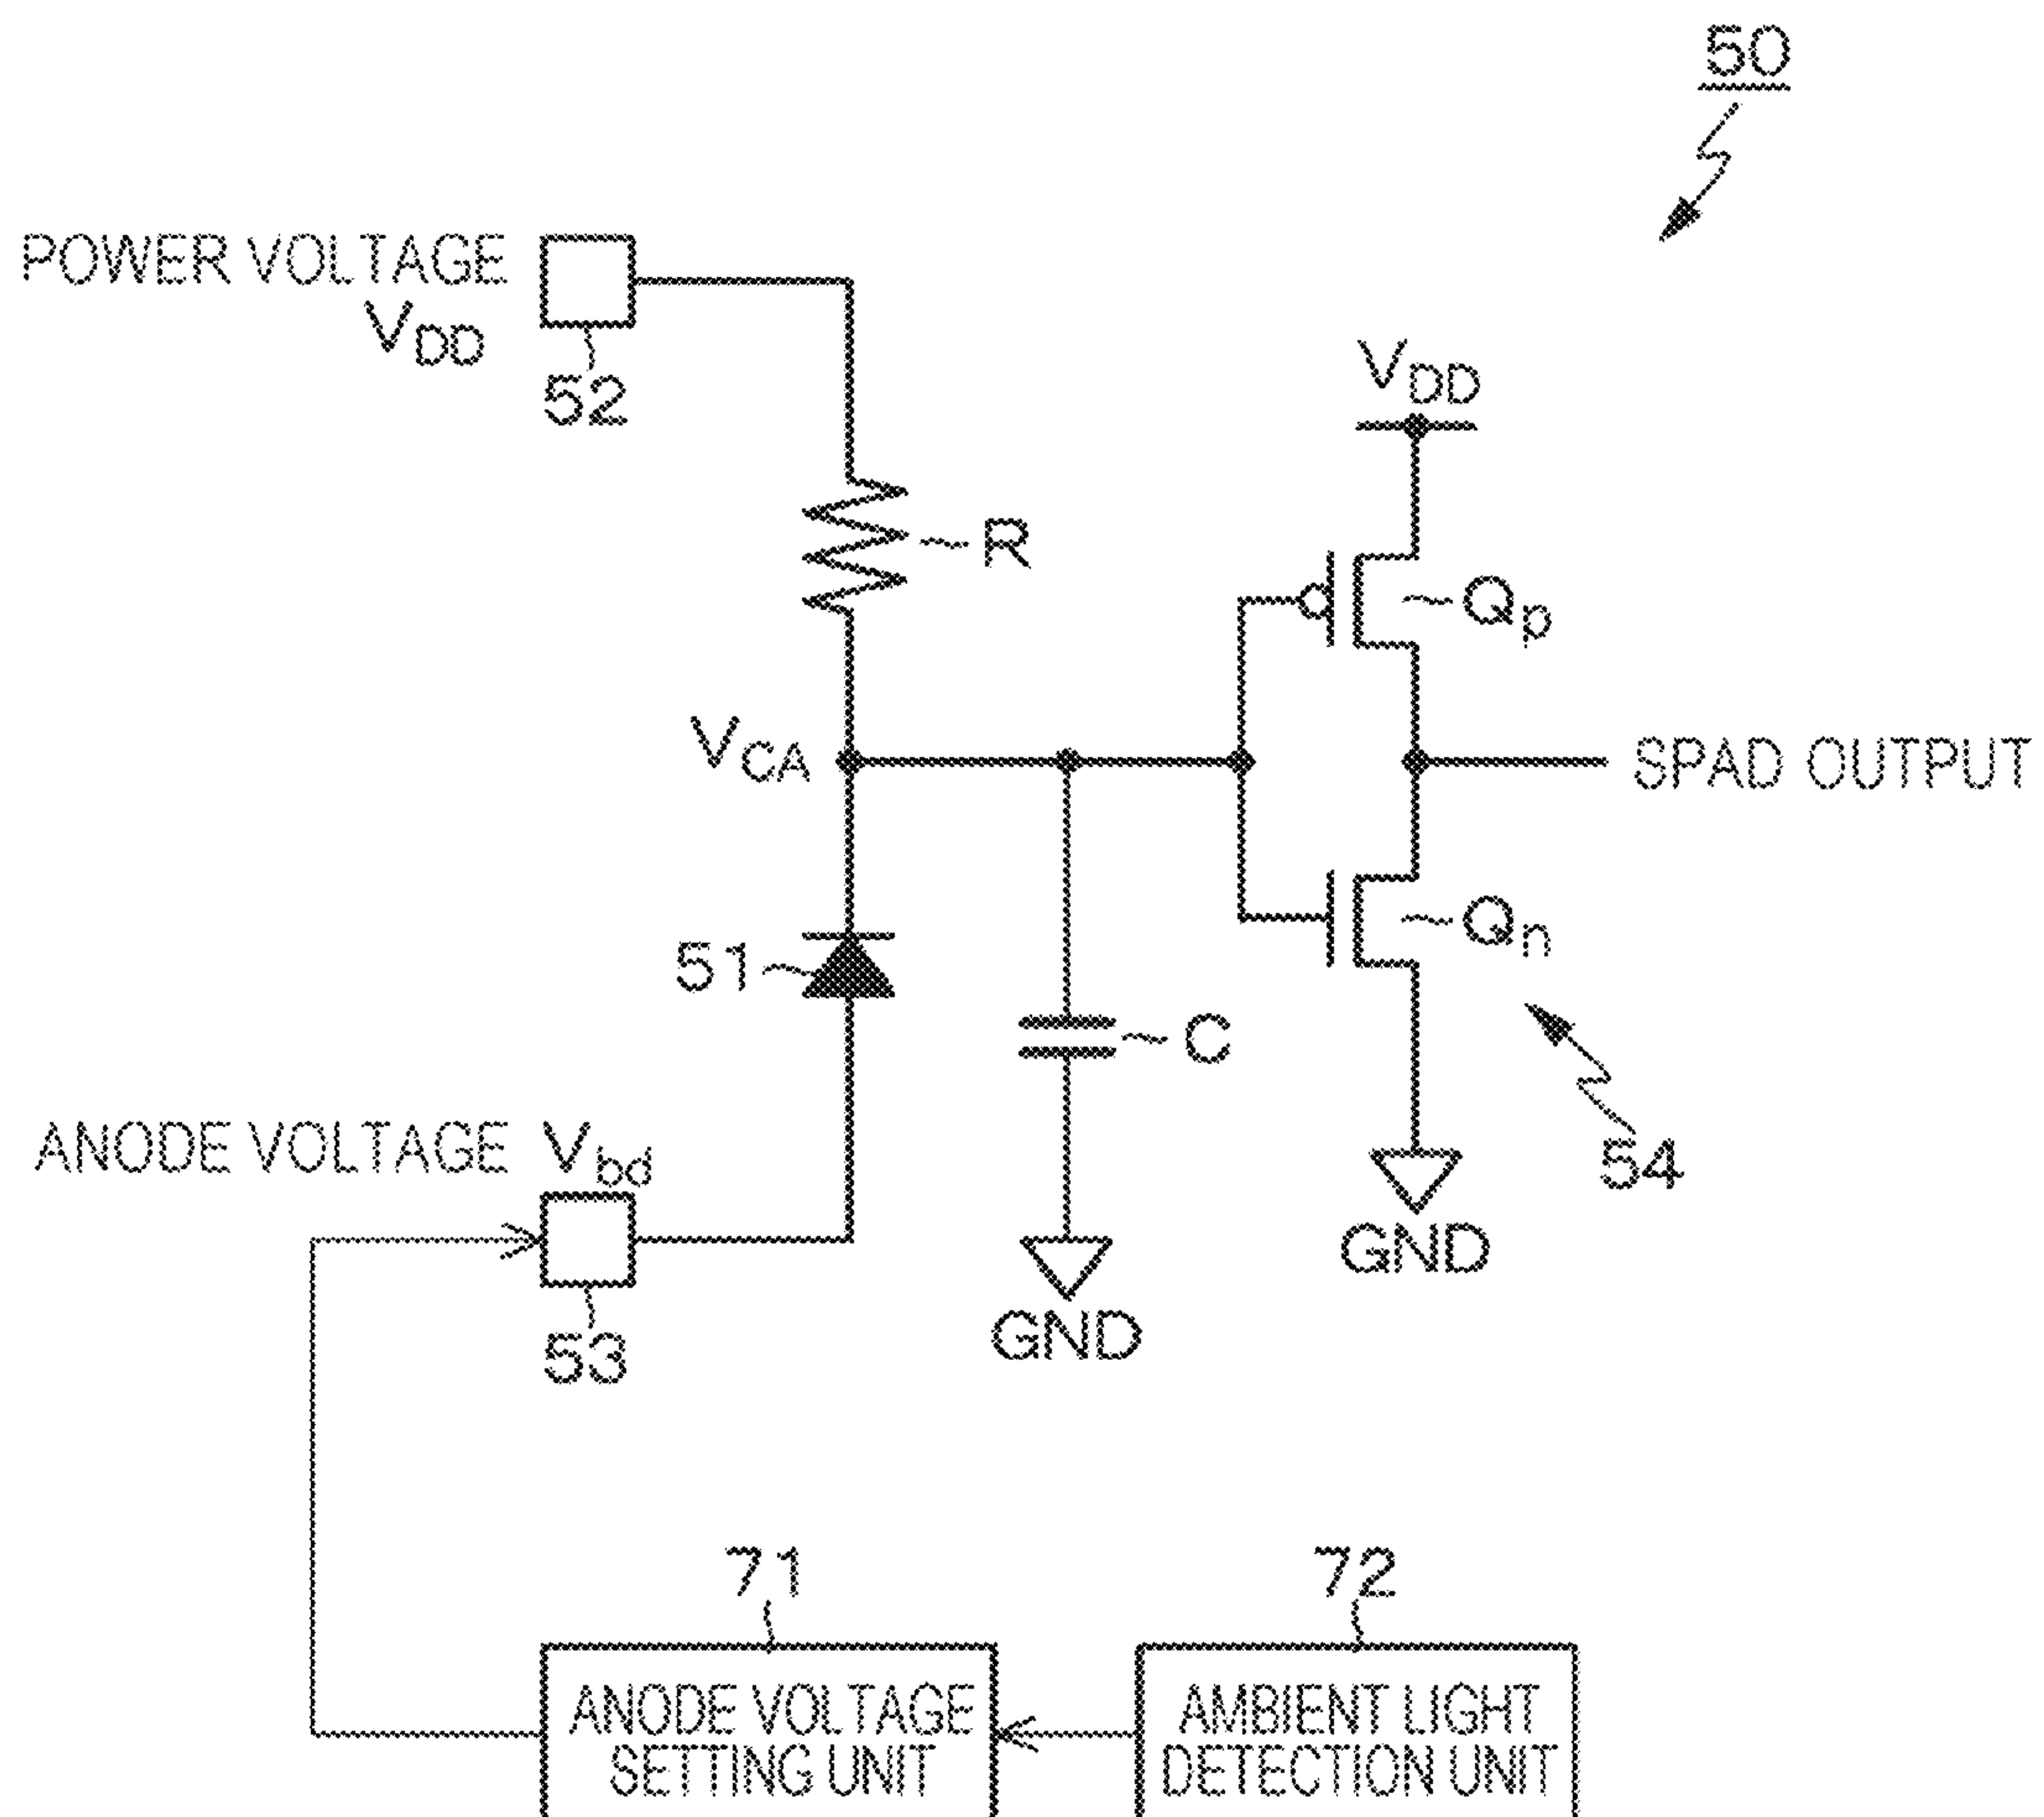 50
POWER VOLTAGE
VDD
52
VDD
R
Qp
VCA
SPAD OUTPUT
51
Qn
C
ANODE VOLTAGE Vbd
54
GND
53
GND
71
72
ANODE VOLTAGE
SETTING UNIT
AMBIENT LIGHT
DETECTION UNIT